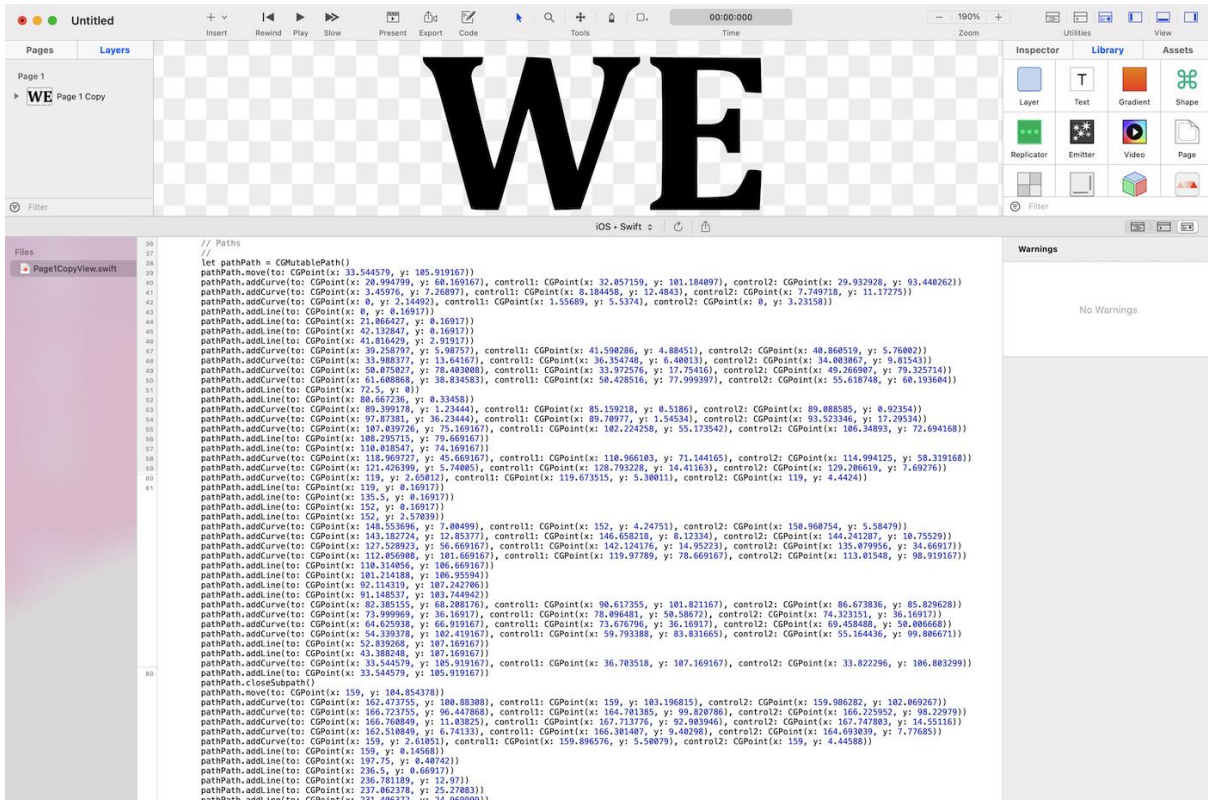 Untitled
Insert
Rewind Play Slow
Present Export Code
Tools
00:00:000
Time
190%
Zoom
Utilities
View
Pages Layers
Page 1
WE Page 1 Copy
Filter
WE
Inspector Library Assets
T
Layer Text Gradient Shape
Replicator Emitter Video Page
Filter
iOS • Swift
Files
Page1CopyView.swift
Warnings
No Warnings
36 // Paths
37 //
38 let pathPath = CGMutablePath()
39 pathPath.move(to: CGPoint(x: 33.544579, y: 105.919167))
40 pathPath.addCurve(to: CGPoint(x: 20.994799, y: 60.169167), control1: CGPoint(x: 32.057159, y: 101.184097), control2: CGPoint(x: 29.932928, y: 93.440262))
41 pathPath.addCurve(to: CGPoint(x: 3.45976, y: 7.26897), control1: CGPoint(x: 8.184458, y: 12.4843), control2: CGPoint(x: 7.749718, y: 11.17275))
42 pathPath.addCurve(to: CGPoint(x: 0, y: 2.14492), control1: CGPoint(x: 1.55689, y: 5.5374), control2: CGPoint(x: 0, y: 3.23158))
43 pathPath.addLine(to: CGPoint(x: 0, y: 0.16917))
44 pathPath.addLine(to: CGPoint(x: 21.066427, y: 0.16917))
45 pathPath.addLine(to: CGPoint(x: 42.132847, y: 0.16917))
46 pathPath.addLine(to: CGPoint(x: 41.816429, y: 2.91917))
47 pathPath.addCurve(to: CGPoint(x: 39.258797, y: 5.98757), control1: CGPoint(x: 41.590286, y: 4.88451), control2: CGPoint(x: 40.860519, y: 5.76002))
48 pathPath.addCurve(to: CGPoint(x: 33.988377, y: 13.64167), control1: CGPoint(x: 36.354748, y: 6.40013), control2: CGPoint(x: 34.003067, y: 9.81543))
49 pathPath.addCurve(to: CGPoint(x: 50.075027, y: 78.403008), control1: CGPoint(x: 33.972576, y: 17.75416), control2: CGPoint(x: 49.266907, y: 79.325714))
50 pathPath.addCurve(to: CGPoint(x: 61.608868, y: 38.834583), control1: CGPoint(x: 50.428516, y: 77.999397), control2: CGPoint(x: 55.618748, y: 60.193604))
51 pathPath.addLine(to: CGPoint(x: 72.5, y: 0))
52 pathPath.addLine(to: CGPoint(x: 80.667236, y: 0.33458))
53 pathPath.addCurve(to: CGPoint(x: 89.399178, y: 1.23444), control1: CGPoint(x: 85.159218, y: 0.5186), control2: CGPoint(x: 89.088585, y: 0.92354))
54 pathPath.addCurve(to: CGPoint(x: 97.87381, y: 36.23444), control1: CGPoint(x: 89.70977, y: 1.54534), control2: CGPoint(x: 93.523346, y: 17.29534))
55 pathPath.addCurve(to: CGPoint(x: 107.039726, y: 75.169167), control1: CGPoint(x: 102.224258, y: 55.173542), control2: CGPoint(x: 106.34893, y: 72.694168))
56 pathPath.addLine(to: CGPoint(x: 108.295715, y: 79.669167))
57 pathPath.addLine(to: CGPoint(x: 110.018547, y: 74.169167))
58 pathPath.addCurve(to: CGPoint(x: 118.969727, y: 45.669167), control1: CGPoint(x: 110.966103, y: 71.144165), control2: CGPoint(x: 114.994125, y: 58.319168))
59 pathPath.addCurve(to: CGPoint(x: 121.426399, y: 5.74005), control1: CGPoint(x: 128.793228, y: 14.41163), control2: CGPoint(x: 129.206619, y: 7.69276))
60 pathPath.addCurve(to: CGPoint(x: 119, y: 2.65012), control1: CGPoint(x: 119.673515, y: 5.30011), control2: CGPoint(x: 119, y: 4.4424))
61 pathPath.addLine(to: CGPoint(x: 119, y: 0.16917))
pathPath.addLine(to: CGPoint(x: 135.5, y: 0.16917))
pathPath.addLine(to: CGPoint(x: 152, y: 0.16917))
pathPath.addLine(to: CGPoint(x: 152, y: 2.57039))
pathPath.addCurve(to: CGPoint(x: 148.553696, y: 7.00499), control1: CGPoint(x: 152, y: 4.24751), control2: CGPoint(x: 150.960754, y: 5.58479))
pathPath.addCurve(to: CGPoint(x: 143.182724, y: 12.85377), control1: CGPoint(x: 146.658218, y: 8.12334), control2: CGPoint(x: 144.241287, y: 10.75529))
pathPath.addCurve(to: CGPoint(x: 127.528923, y: 56.669167), control1: CGPoint(x: 142.124176, y: 14.95223), control2: CGPoint(x: 135.079956, y: 34.66917))
pathPath.addCurve(to: CGPoint(x: 112.056908, y: 101.669167), control1: CGPoint(x: 119.97789, y: 78.669167), control2: CGPoint(x: 113.01548, y: 98.919167))
pathPath.addLine(to: CGPoint(x: 110.314056, y: 106.669167))
pathPath.addLine(to: CGPoint(x: 101.214188, y: 106.95594))
pathPath.addLine(to: CGPoint(x: 92.114319, y: 107.242706))
pathPath.addLine(to: CGPoint(x: 91.148537, y: 103.744942))
pathPath.addCurve(to: CGPoint(x: 82.385155, y: 68.208176), control1: CGPoint(x: 90.617355, y: 101.821167), control2: CGPoint(x: 86.673836, y: 85.829628))
pathPath.addCurve(to: CGPoint(x: 73.999969, y: 36.16917), control1: CGPoint(x: 78.096481, y: 50.58672), control2: CGPoint(x: 74.323151, y: 36.16917))
pathPath.addCurve(to: CGPoint(x: 64.625938, y: 66.919167), control1: CGPoint(x: 73.676796, y: 36.16917), control2: CGPoint(x: 69.458488, y: 50.006668))
pathPath.addCurve(to: CGPoint(x: 54.339378, y: 102.419167), control1: CGPoint(x: 59.793388, y: 83.831665), control2: CGPoint(x: 55.164436, y: 99.806671))
pathPath.addLine(to: CGPoint(x: 52.839268, y: 107.169167))
pathPath.addLine(to: CGPoint(x: 43.388248, y: 107.169167))
pathPath.addCurve(to: CGPoint(x: 33.544579, y: 105.919167), control1: CGPoint(x: 36.703518, y: 107.169167), control2: CGPoint(x: 33.822296, y: 106.803299))
80 pathPath.addLine(to: CGPoint(x: 33.544579, y: 105.919167))
pathPath.closeSubpath()
pathPath.move(to: CGPoint(x: 159, y: 104.854378))
pathPath.addCurve(to: CGPoint(x: 162.473755, y: 100.88308), control1: CGPoint(x: 159, y: 103.196815), control2: CGPoint(x: 159.986282, y: 102.069267))
pathPath.addCurve(to: CGPoint(x: 166.723755, y: 96.447868), control1: CGPoint(x: 164.701385, y: 99.820786), control2: CGPoint(x: 166.225952, y: 98.22979))
pathPath.addCurve(to: CGPoint(x: 166.760849, y: 11.03825), control1: CGPoint(x: 167.713776, y: 92.903946), control2: CGPoint(x: 167.747803, y: 14.55116))
pathPath.addCurve(to: CGPoint(x: 162.510849, y: 6.74133), control1: CGPoint(x: 166.301407, y: 9.40298), control2: CGPoint(x: 164.693039, y: 7.77685))
pathPath.addCurve(to: CGPoint(x: 159, y: 2.61051), control1: CGPoint(x: 159.896576, y: 5.50079), control2: CGPoint(x: 159, y: 4.44588))
pathPath.addLine(to: CGPoint(x: 159, y: 0.14568))
pathPath.addLine(to: CGPoint(x: 197.75, y: 0.40742))
pathPath.addLine(to: CGPoint(x: 236.5, y: 0.66917))
pathPath.addLine(to: CGPoint(x: 236.781189, y: 12.97))
pathPath.addLine(to: CGPoint(x: 237.062378, y: 25.27083))
pathPath.addLine(to: CGPoint(x: 231.406372, y: 24.969999))